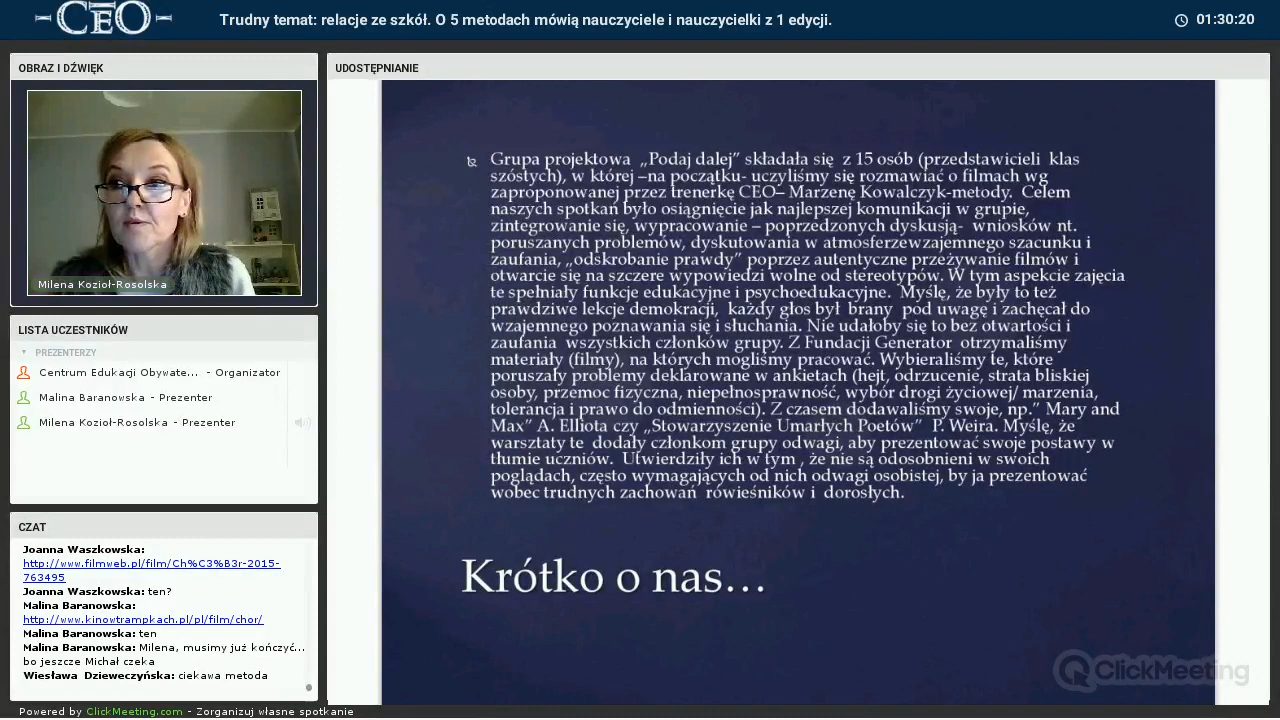 CEO
Trudny temat: relacje ze szkół. O 5 metodach mówią nauczyciele i nauczycielki z 1 edycji.
01:30:20
OBRAZ I DŹWIĘK
Milena Kozioł-Rosolska
LISTA UCZESTNIKÓW
PREZENTERZY
Centrum Edukacji Obywate... - Organizator
Malina Baranowska - Prezenter
Milena Kozioł-Rosolska - Prezenter
CZAT
Joanna Waszkowska:
http://www.filmweb.pl/film/Ch%C3%B3r-2015-
763495
Joanna Waszkowska: ten?
Malina Baranowska:
http://www.kinowtrampkach.pl/pl/film/chor/
Malina Baranowska: ten
Malina Baranowska: Milena, musimy już kończyć...
bo jeszcze Michał czeka
Wiesława Dzieweczyńska: ciekawa metoda
Powered by ClickMeeting.com - Zorganizuj własne spotkanie
UDOSTĘPNIANIE
Grupa projektowa „Podaj dalej” składała się z 15 osób (przedstawicieli klas
szóstych), w której –na początku- uczyliśmy się rozmawiać o filmach wg
zaproponowanej przez trenerkę CEO– Marzenę Kowalczyk-metody. Celem
naszych spotkań było osiągnięcie jak najlepszej komunikacji w grupie,
zintegrowanie się, wypracowanie – poprzedzonych dyskusją- wniosków nt.
poruszanych problemów, dyskutowania w atmosferzewzajemnego szacunku i
zaufania, „odskrobanie prawdy” poprzez autentyczne przeżywanie filmów i
otwarcie się na szczere wypowiedzi wolne od stereotypów. W tym aspekcie zajęcia
te spełniały funkcje edukacyjne i psychoedukacyjne. Myślę, że były to też
prawdziwe lekcje demokracji, każdy głos był brany pod uwagę i zachęcał do
wzajemnego poznawania się i słuchania. Nie udałoby się to bez otwartości i
zaufania wszystkich członków grupy. Z Fundacji Generator otrzymaliśmy
materiały (filmy), na których mogliśmy pracować. Wybieraliśmy te, które
poruszały problemy deklarowane w ankietach (hejt, odrzucenie, strata bliskiej
osoby, przemoc fizyczna, niepełnosprawność, wybór drogi życiowej/ marzenia,
tolerancja i prawo do odmienności). Z czasem dodawaliśmy swoje, np.” Mary and
Max” A. Elliota czy „Stowarzyszenie Umarłych Poetów” P. Weira. Myślę, że
warsztaty te dodały członkom grupy odwagi, aby prezentować swoje postawy w
tłumie uczniów. Utwierdziły ich w tym , że nie są odosobnieni w swoich
poglądach, często wymagających od nich odwagi osobistej, by ja prezentować
wobec trudnych zachowań rówieśników i dorosłych.
Krótko o nas…
ClickMeeting